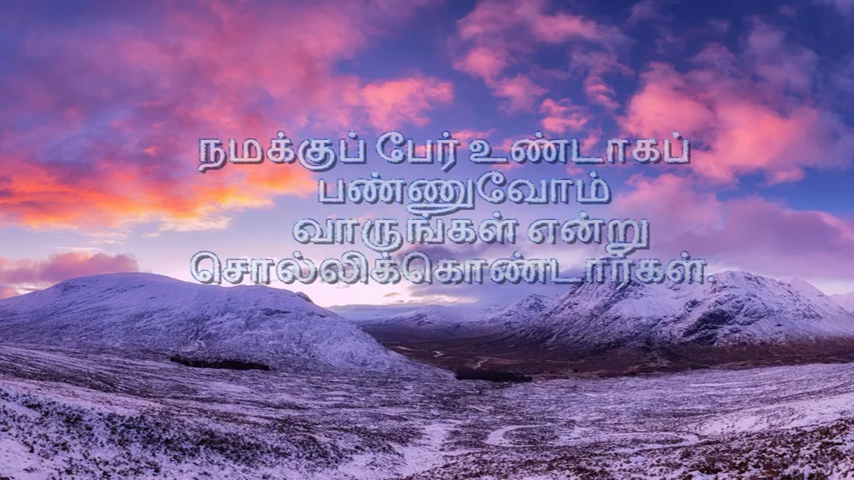 நமக்குப் பேர் உண்டாகப்
பண்ணுவோம்
வாருங்கள் என்று
சொல்லிக்கொண்டார்கள்.